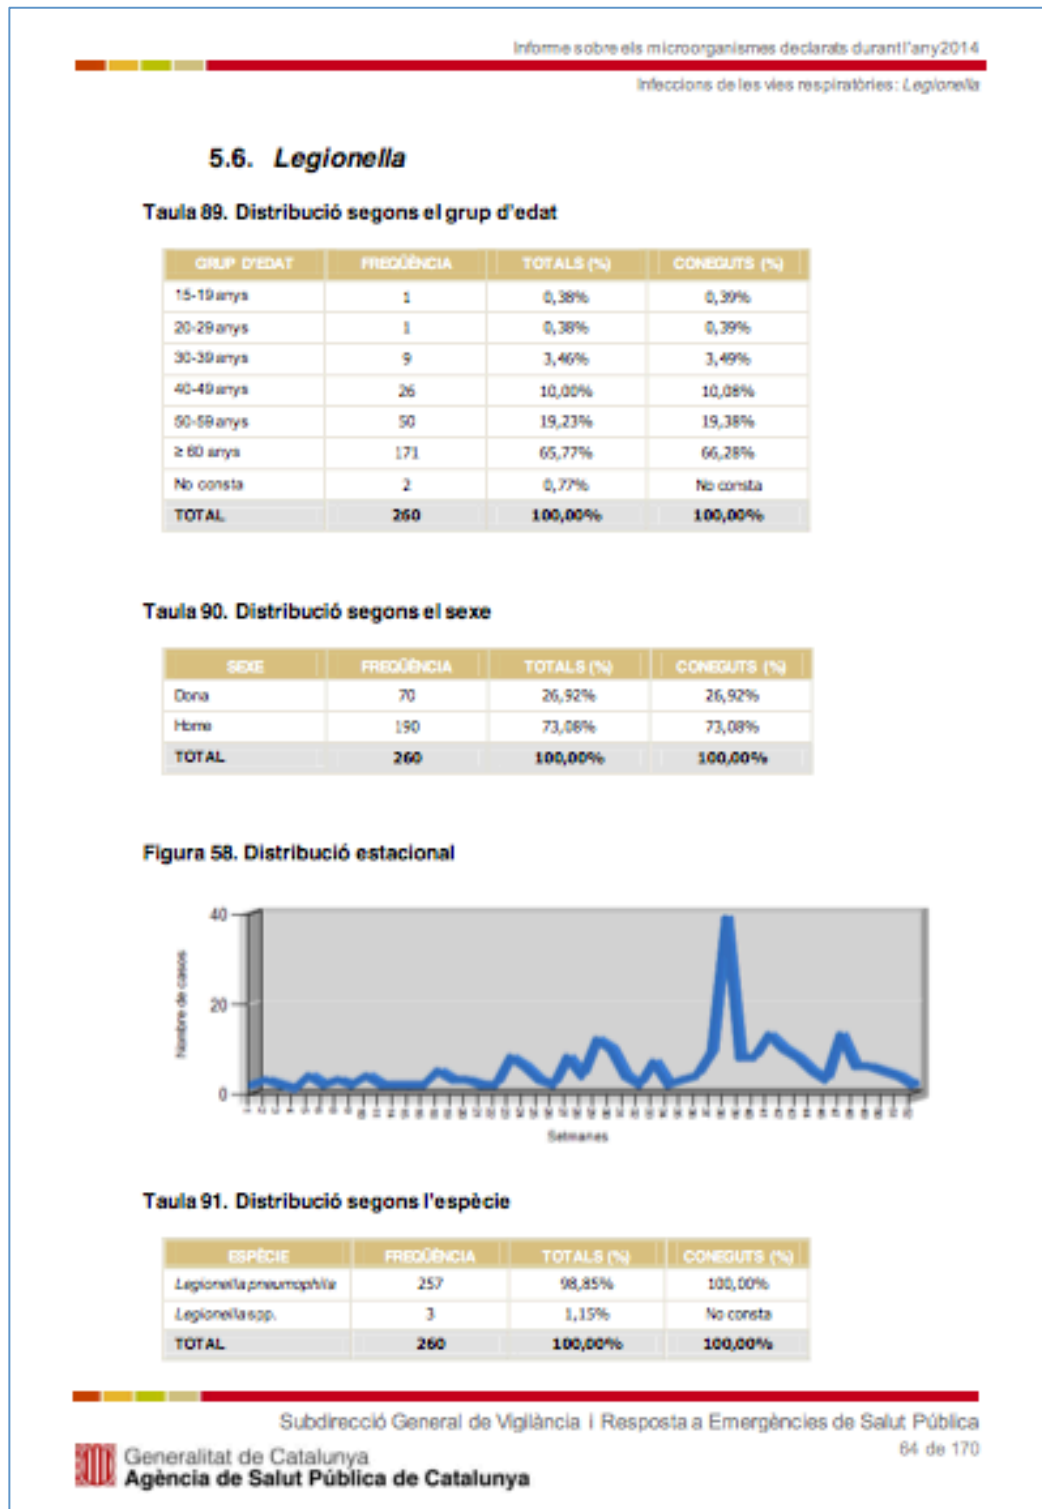 Informe sobre els microorganismes declarats durant l'any 2014
Infeccions de les vies respiratòries: Legionella
5.6. Legionella
Taula 89. Distribució segons el grup d'edat
GRUP D'EDAT FREQÜÈNCIA TOTALS (%) CONEGUTS (%)
15-19 anys 1 0,38% 0,39%
20-29 anys 1 0,38% 0,39%
30-39 anys 9 3,46% 3,49%
40-49 anys 26 10,00% 10,08%
50-59 anys 50 19,23% 19,38%
≥ 60 anys 171 65,77% 66,28%
No consta 2 0,77% No consta
TOTAL 260 100,00% 100,00%
Taula 90. Distribució segons el sexe
SEXE FREQÜÈNCIA TOTALS (%) CONEGUTS (%)
Dona 70 26,92% 26,92%
Home 190 73,08% 73,08%
TOTAL 260 100,00% 100,00%
Figura 58. Distribució estacional
40
Nombre de casos
20
0
Setmanes
Taula 91. Distribució segons l'espècie
ESPÈCIE FREQÜÈNCIA TOTALS (%) CONEGUTS (%)
Legionella pneumophila 257 98,85% 100,00%
Legionella spp. 3 1,15% No consta
TOTAL 260 100,00% 100,00%
Subdirecció General de Vigilància i Resposta a Emergències de Salut Pública
64 de 170
Generalitat de Catalunya
Agència de Salut Pública de Catalunya